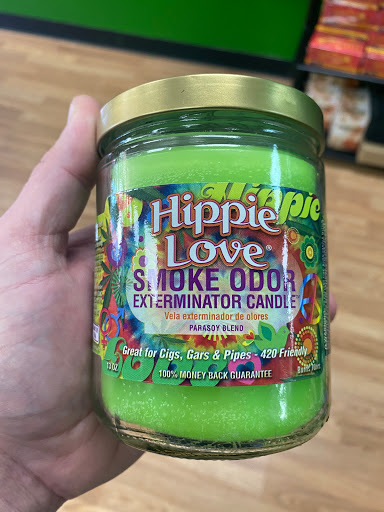 Hippie
Hippie
Love®
SMOKE ODOR
EXTERMINATOR CANDLE
Vela exterminador de olores
PARASOY BLEND
Great for Cigs, Gars & Pipes - 420 Friendly
13 OZ
100% MONEY BACK GUARANTEE